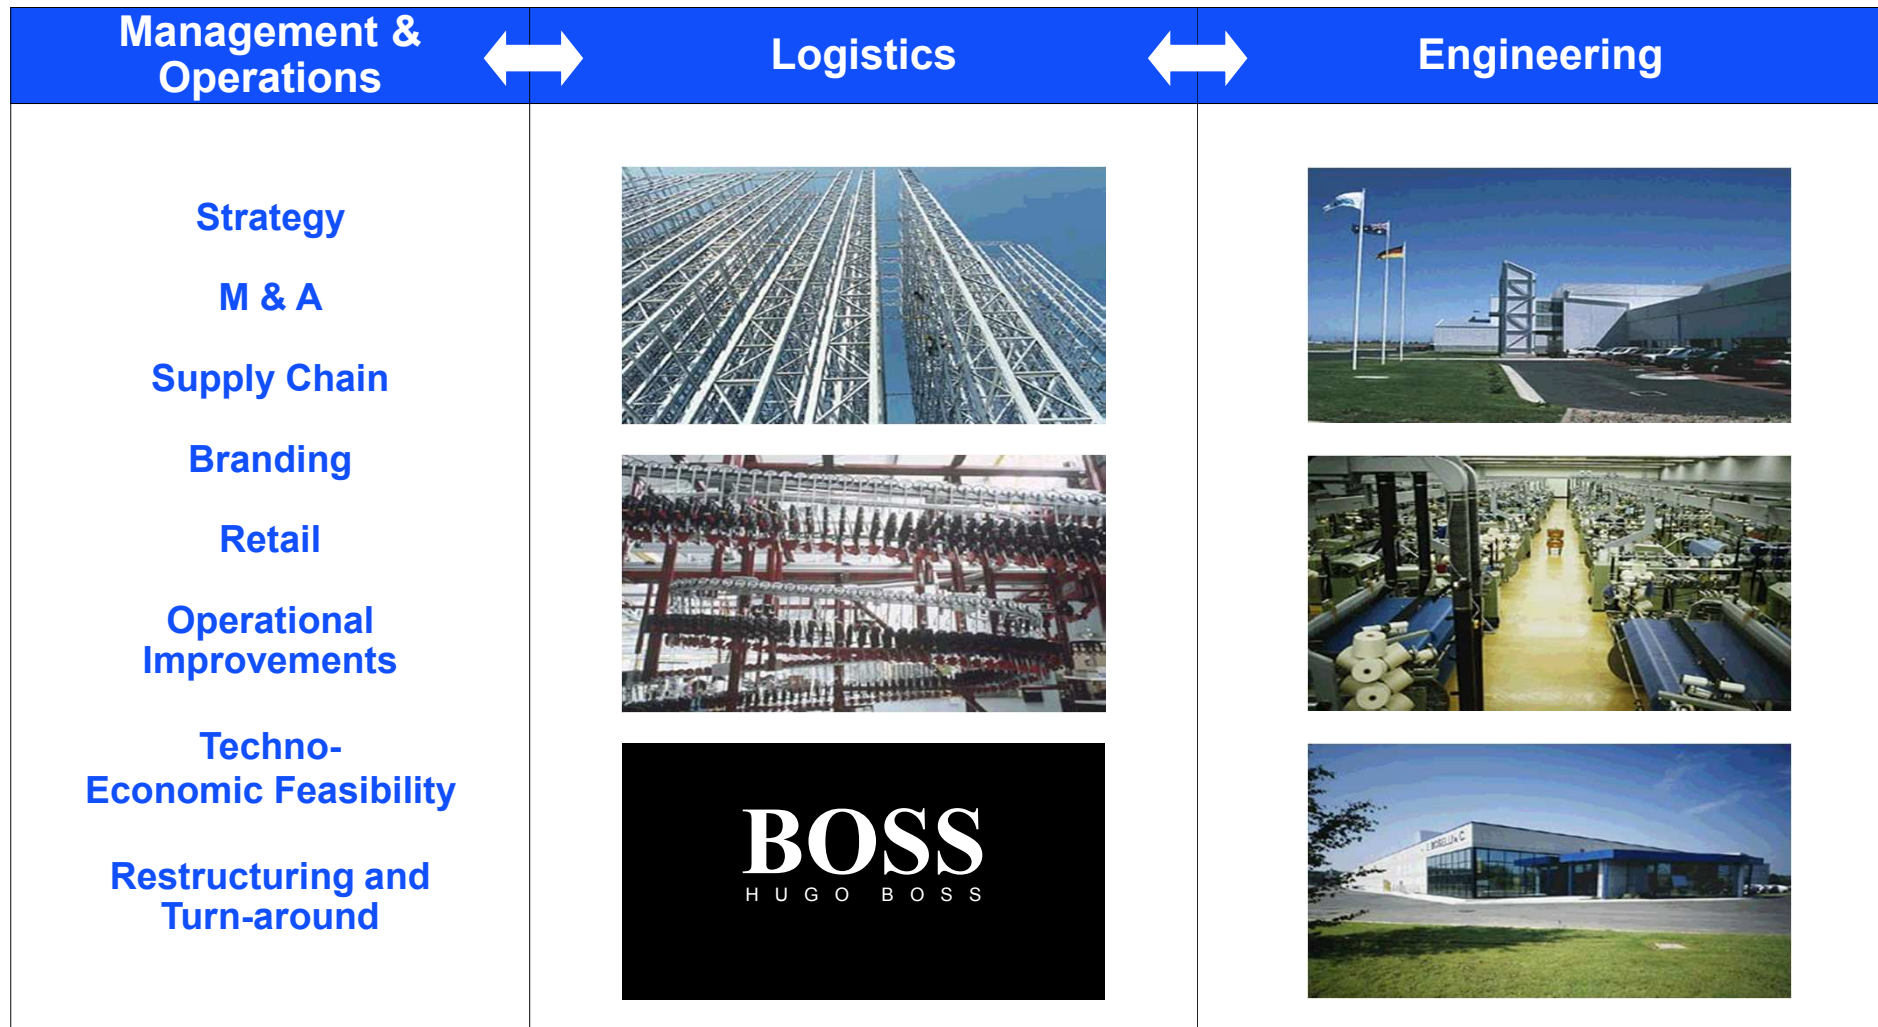 Management &
Operations
Logistics
Engineering
Strategy
M & A
Supply Chain
Branding
Retail
Operational
Improvements
Techno-
Economic Feasibility
Restructuring and
Turn-around
BOSS
HUGO BOSS
BOSELLI & C.